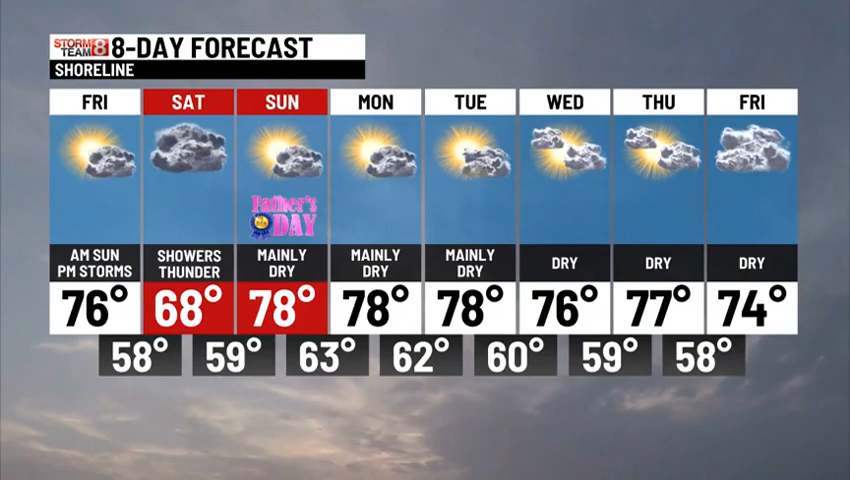 STORM
TEAM 8
8-DAY FORECAST
SHORELINE
FRI SAT SUN MON TUE WED THU FRI
Father's
DAY
AM SUN
PM STORMS
SHOWERS
THUNDER
MAINLY
DRY
MAINLY
DRY
MAINLY
DRY
DRY
DRY
DRY
76° 68° 78° 78° 78° 76° 77° 74°
58° 59° 63° 62° 60° 59° 58°